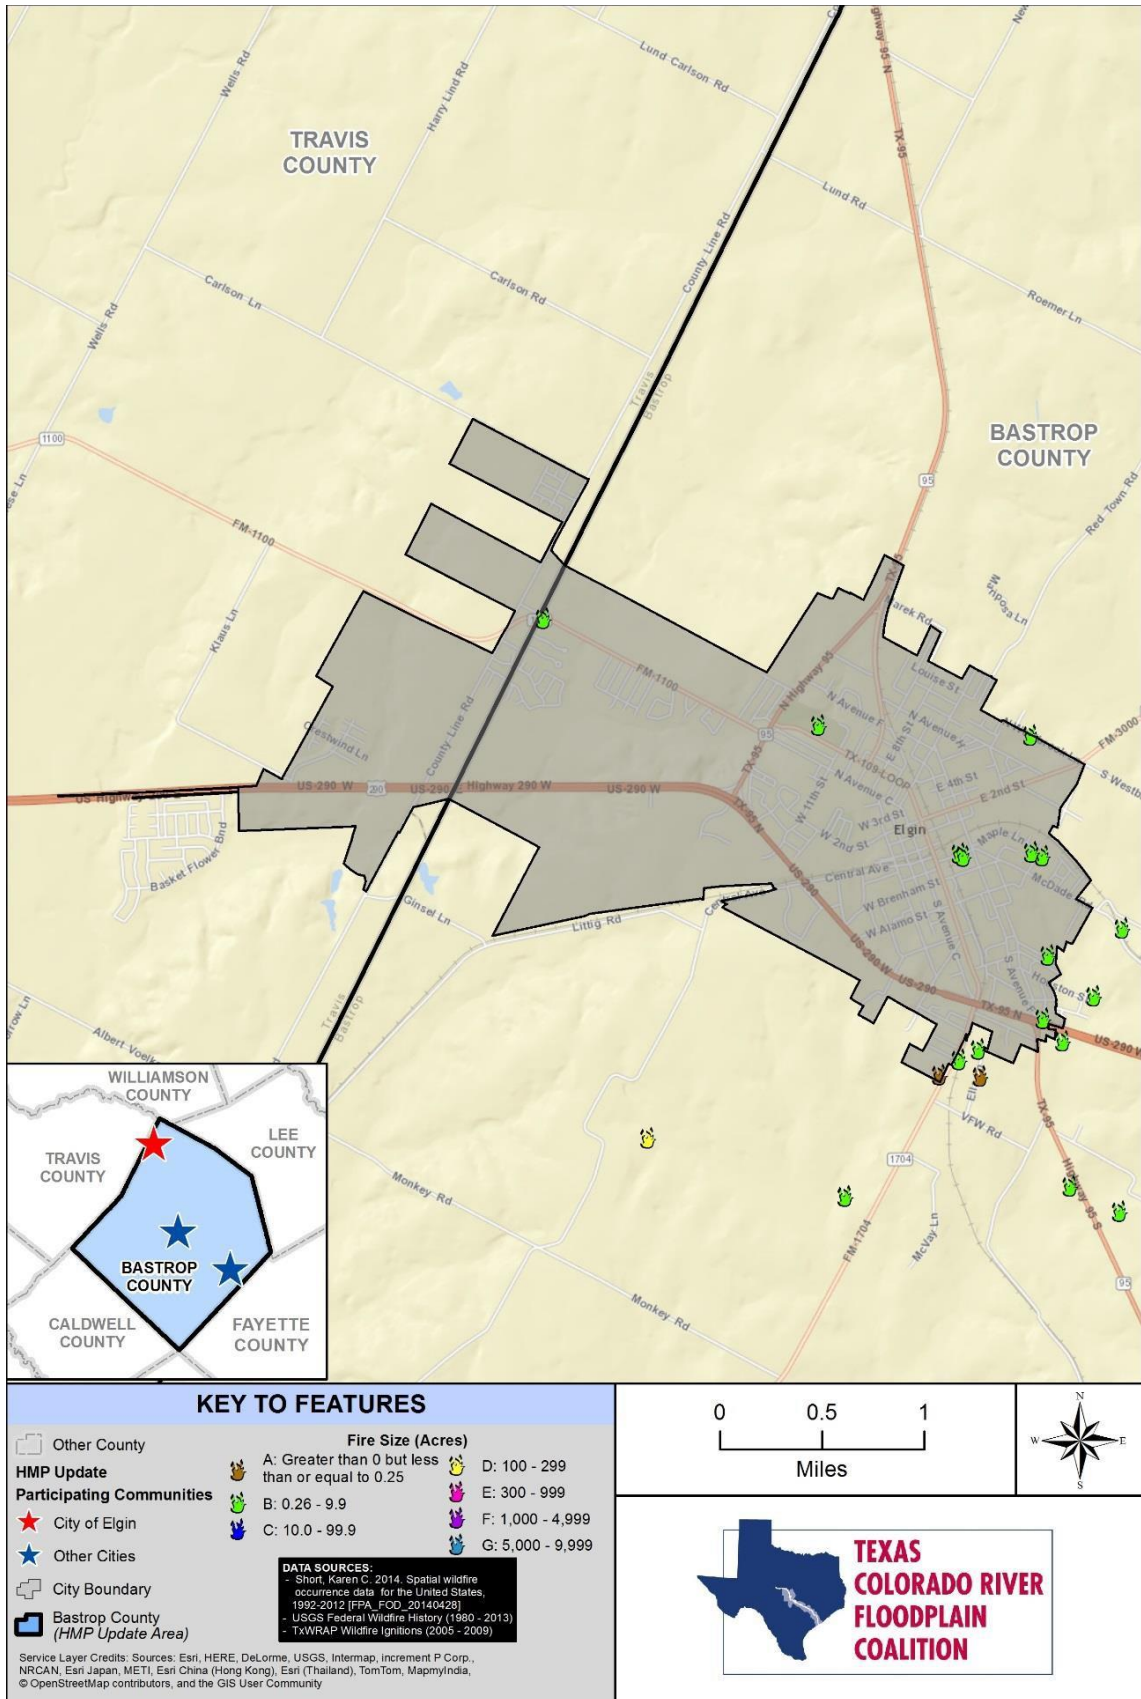 Lund Carlson Rd
Wells Rd
Harry Lind Rd
Highway 95 N
TRAVIS
COUNTY
TX-95
Lund Rd
County Line Rd
Carlson Rd
Carlson Ln
Roemer Ln
Wells Rd
Travis
Bastrop
BASTROP
COUNTY
1100
95
Red Town Rd
FM-1100
TX-95
Klaus Ln
N Highway 95
Louise St
FM-1100
N Avenue F
N Avenue H
E 8th St
Crestwind Ln
County Line Rd
95
TX-95
TX-109-LOOP
FM-3000
E 4th St
S Westb
US-290 W
290
US-290 W
Highway 290 W
US-290 W
N Avenue C
E 2nd St
W 11th St
TX-95 N
W 3rd St
Elgin
Maple Ln
W 2nd St
Basket Flower Bnd
Central Ave
US-290
W Brenham St
Ginsel Ln
Central Ave
Littig Rd
W Alamo St
S Avenue C
US-290 W
US-290
S Avenue F
TX-95 N
US-290 W
Travis
Bastrop
VFW Rd
TX-95
Monkey Rd
1704
Highway 95 S
McVay Ln
FM-1704
95
Monkey Rd
WILLIAMSON
COUNTY
LEE
COUNTY
TRAVIS
COUNTY
BASTROP
COUNTY
CALDWELL
COUNTY
FAYETTE
COUNTY
KEY TO FEATURES
Other County
HMP Update
Participating Communities
City of Elgin
Other Cities
City Boundary
Bastrop County
(HMP Update Area)
Fire Size (Acres)
A: Greater than 0 but less
than or equal to 0.25
B: 0.26 - 9.9
C: 10.0 - 99.9
D: 100 - 299
E: 300 - 999
F: 1,000 - 4,999
G: 5,000 - 9,999
DATA SOURCES:
- Short, Karen C. 2014. Spatial wildfire
occurrence data for the United States,
1992-2012 [FPA_FOD_20140428]
- USGS Federal Wildfire History (1980 - 2013)
- TxWRAP Wildfire Ignitions (2005 - 2009)
Service Layer Credits: Sources: Esri, HERE, DeLorme, USGS, Intermap, increment P Corp.,
NRCAN, Esri Japan, METI, Esri China (Hong Kong), Esri (Thailand), TomTom, MapmyIndia,
© OpenStreetMap contributors, and the GIS User Community
0 0.5 1
Miles
N
W E
S
TEXAS
COLORADO RIVER
FLOODPLAIN
COALITION